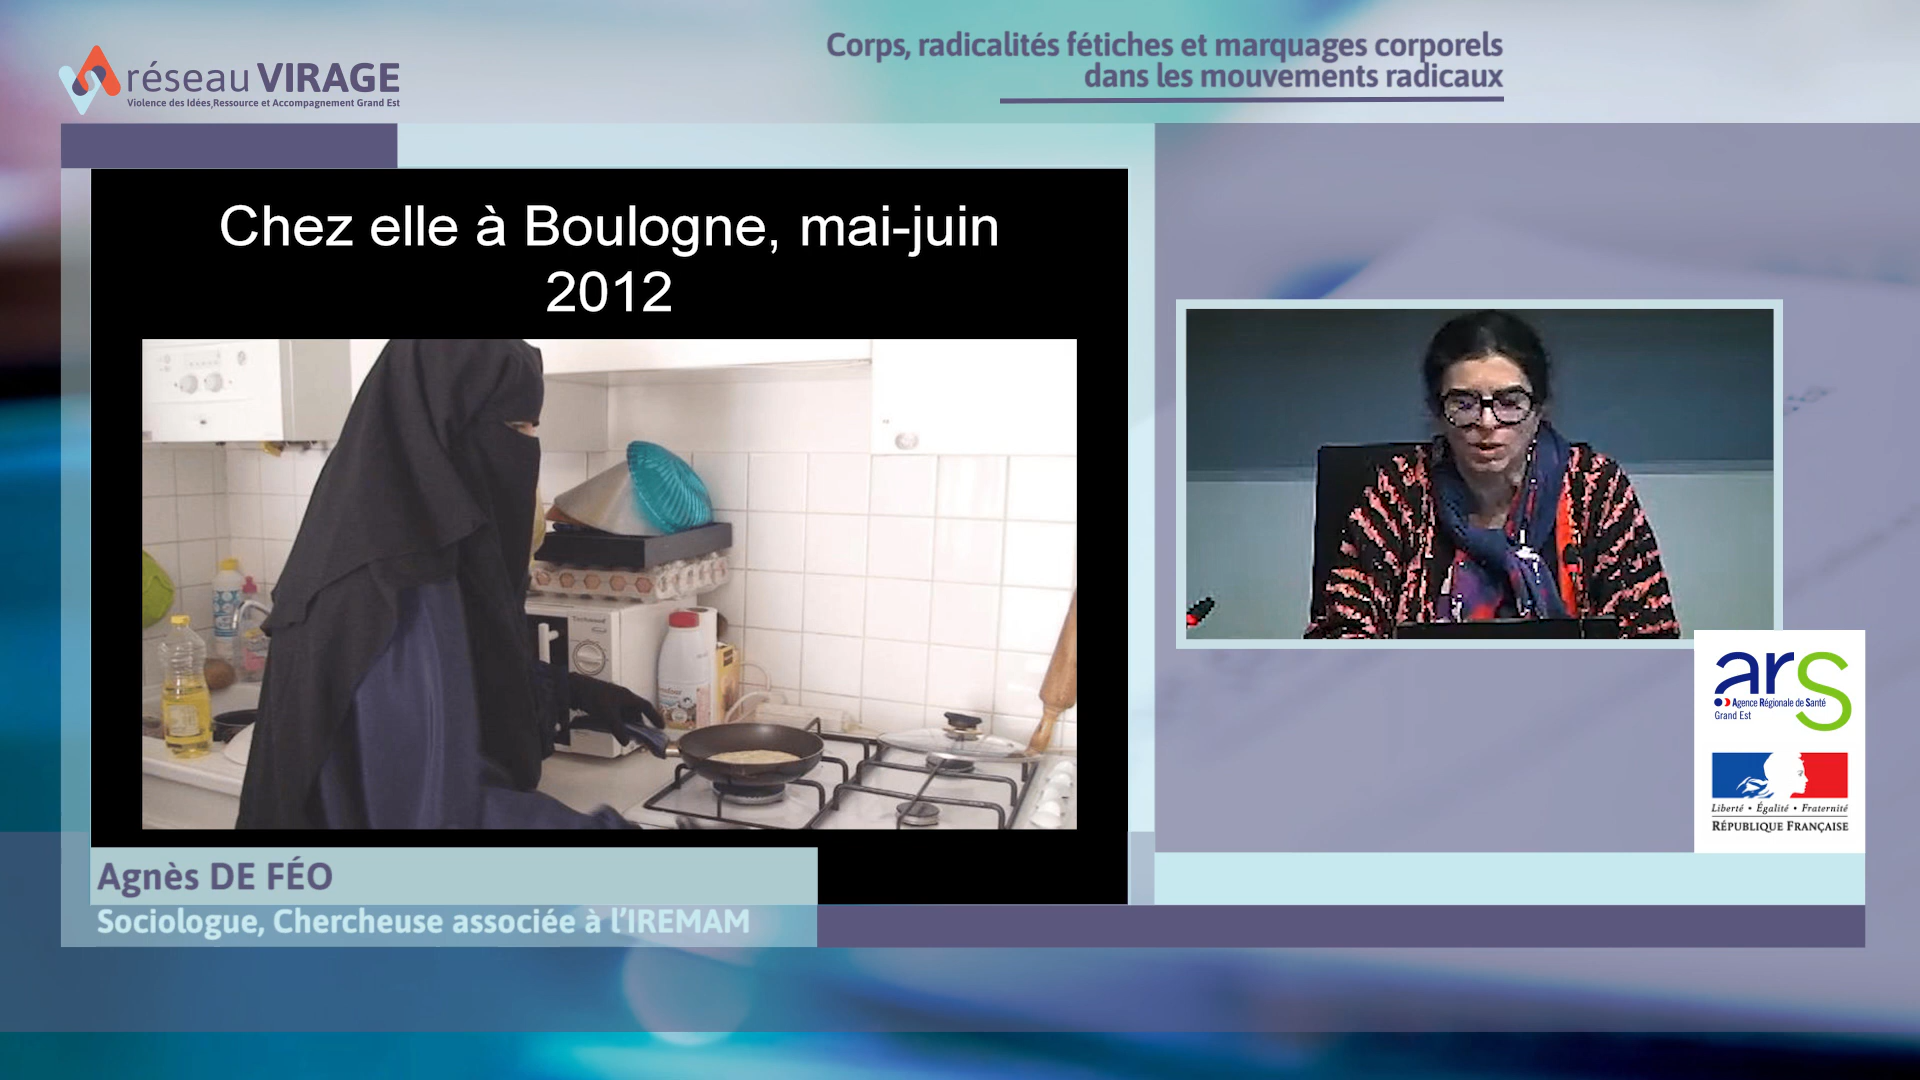 réseau VIRAGE
Violence des Idées,Ressource et Accompagnement Grand Est
Corps, radicalités fétiches et marquages corporels
dans les mouvements radicaux
Chez elle à Boulogne, mai-juin
2012
Agnès DE FÉO
Sociologue, Chercheuse associée à l'IREMAM
ars
Agence Régionale de Santé
Grand Est
Liberté • Égalité • Fraternité
RÉPUBLIQUE FRANÇAISE